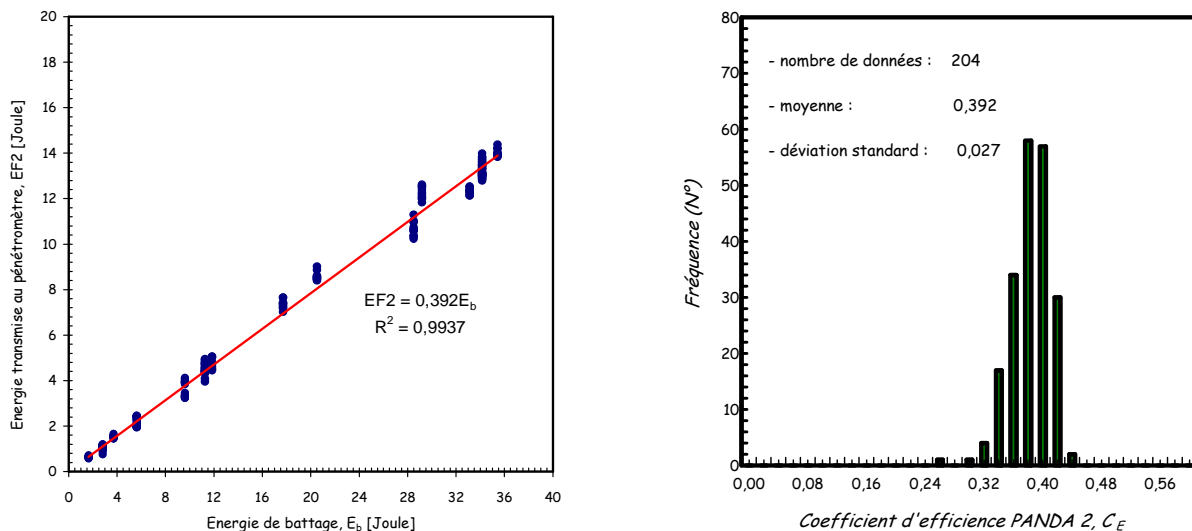 20
18
16
14
12
10
8
6
4
2
0
Energie transmise au pénétromètre, EF2 [Joule]
EF2 = 0,392E_b
R² = 0,9937
0 4 8 12 16 20 24 28 32 36 40
Energie de battage, E_b [Joule]
80
70
60
50
40
30
20
10
0
Fréquence (N°)
- nombre de données : 204
- moyenne : 0,392
- déviation standard : 0,027
0,00 0,08 0,16 0,24 0,32 0,40 0,48 0,56
Coefficient d'efficience PANDA 2, C_E